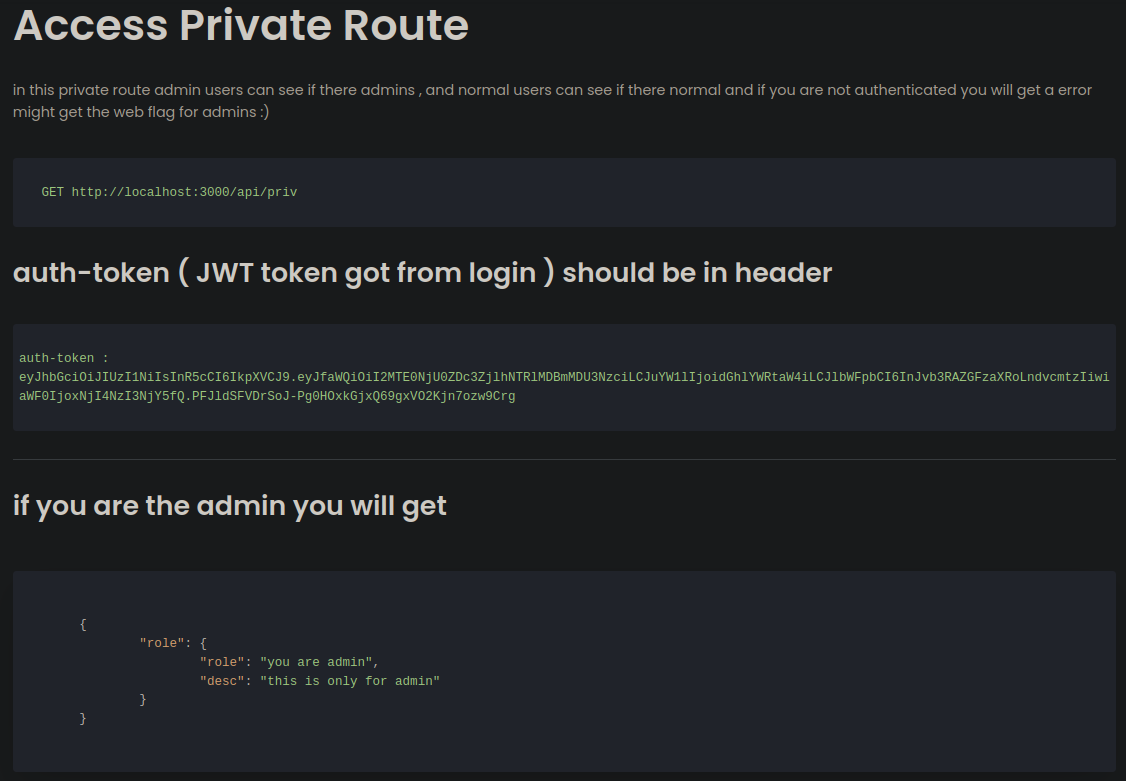 Access Private Route
in this private route admin users can see if there admins , and normal users can see if there normal and if you are not authenticated you will get a error
might get the web flag for admins :)
GET http://localhost:3000/api/priv
auth-token ( JWT token got from login ) should be in header
auth-token :
eyJhbGciOiJIUzI1NiIsInR5cCI6IkpXVCJ9.eyJfaWQiOiI2MTE0NjU0ZDc3ZjlhNTRlMDBmMDU3NzciLCJuYW1lIjoidGhlYWRtaW4iLCJlbWFpbCI6InJvb3RAZGFzaXRoLndvcmtzIiwi
aWF0IjoxNjI4NzI3NjY5fQ.PFJldSFVDrSoJ-Pg0HOxkGjxQ69gxVO2Kjn7ozw9Crg
if you are the admin you will get
{
"role": {
"role": "you are admin",
"desc": "this is only for admin"
}
}